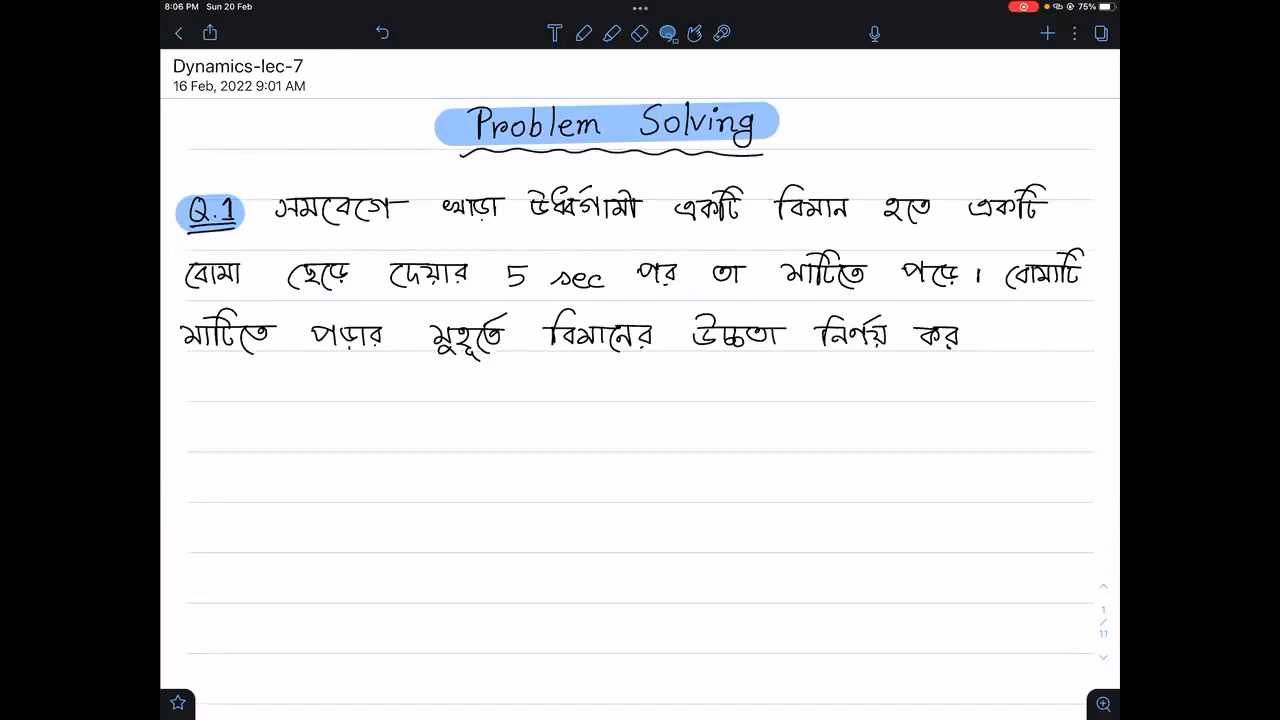 8:06 PM Sun 20 Feb
75%
Dynamics-lec-7
16 Feb, 2022 9:01 AM
Problem Solving
Q.1 সমবেগে খাড়া উর্ধ্বগামী একটি বিমান হতে একটি
বোমা ছেড়ে দেয়ার 5 sec পর তা মাটিতে পড়ে। বোমাটি
মাটিতে পড়ার মুহূর্তে বিমানের উচ্চতা নির্ণয় কর
1
/
11